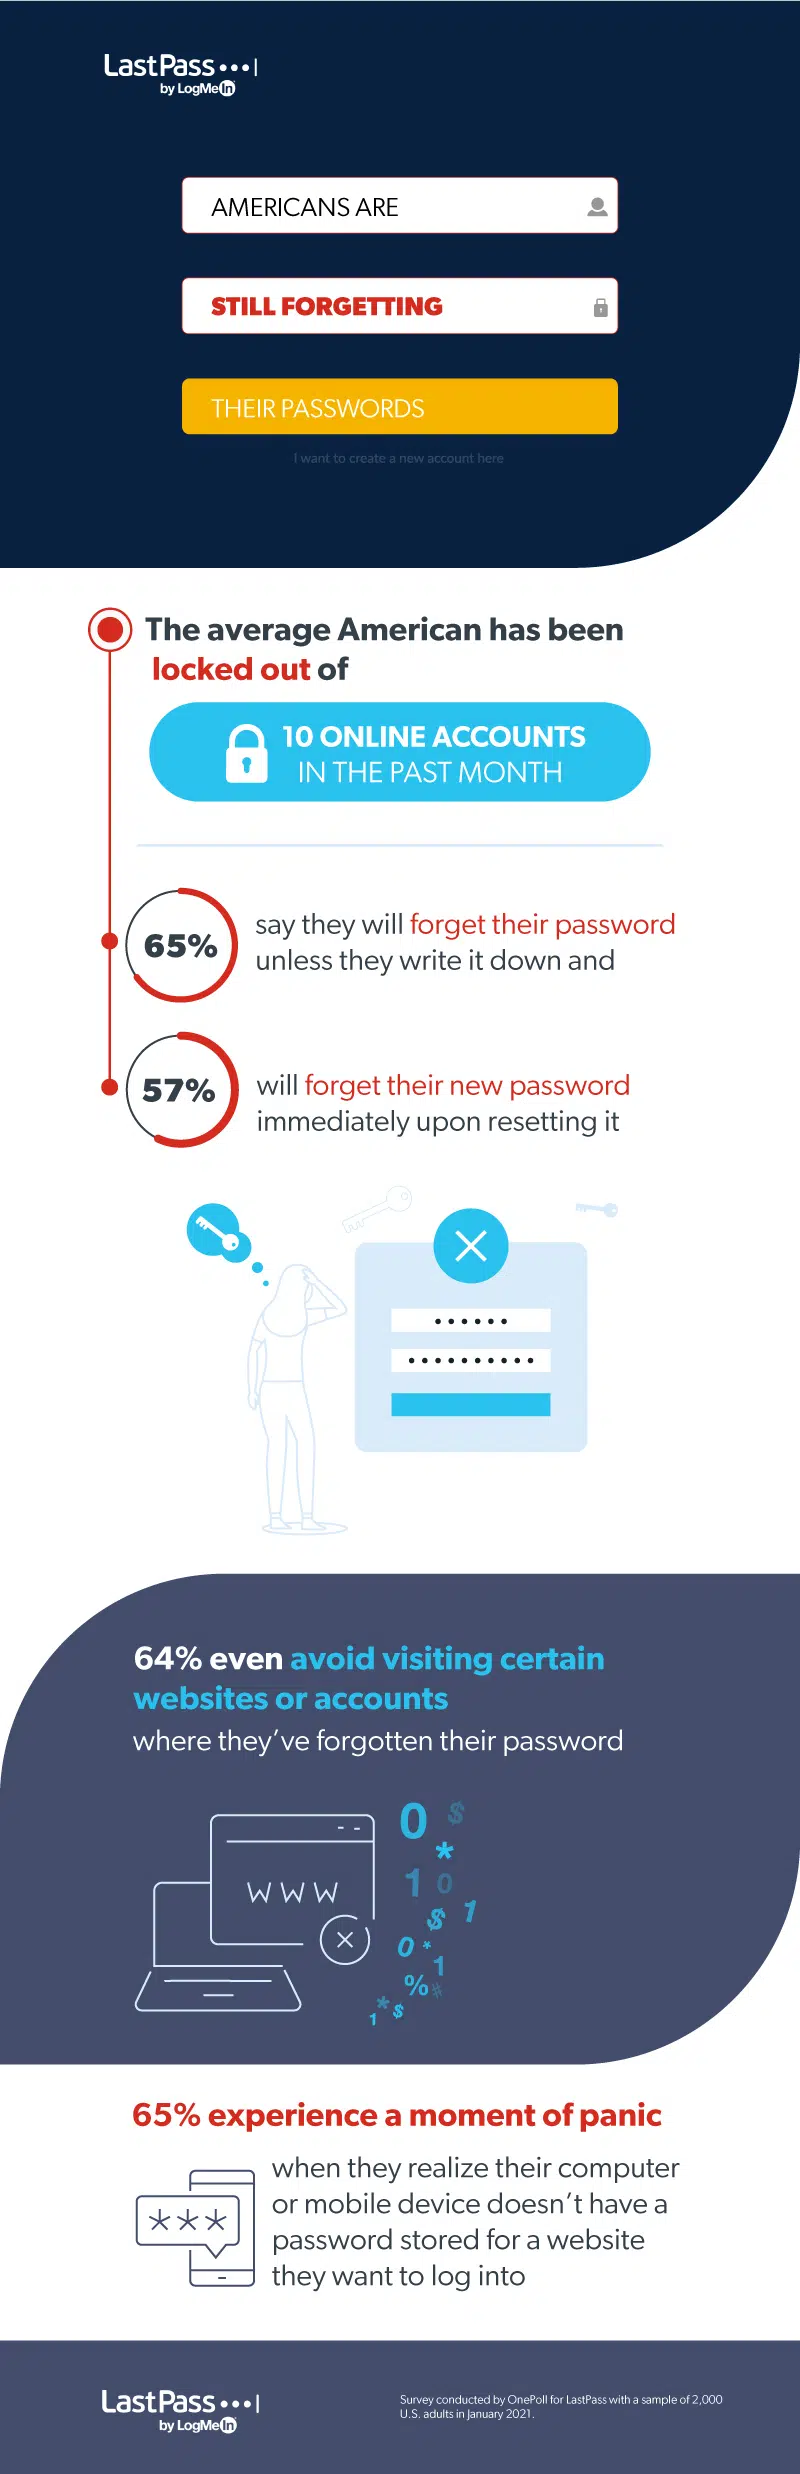 LastPass •••|
by LogMeIn
AMERICANS ARE
STILL FORGETTING
THEIR PASSWORDS
I want to create a new account here
The average American has been
locked out of
10 ONLINE ACCOUNTS
IN THE PAST MONTH
65%
say they will forget their password
unless they write it down and
57%
will forget their new password
immediately upon resetting it
64% even avoid visiting certain
websites or accounts
where they've forgotten their password
WWW
0 $
*
1 0
$ 1
0 *
1
% #
* $
1
65% experience a moment of panic
when they realize their computer
or mobile device doesn't have a
password stored for a website
they want to log into
***
LastPass •••|
by LogMeIn
Survey conducted by OnePoll for LastPass with a sample of 2,000
U.S. adults in January 2021.